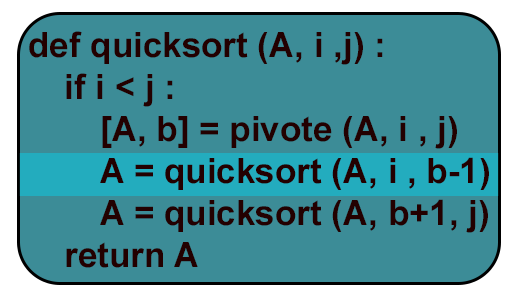 def quicksort (A, i ,j) :
if i < j :
[A, b] = pivote (A, i , j)
A = quicksort (A, i , b-1)
A = quicksort (A, b+1, j)
return A